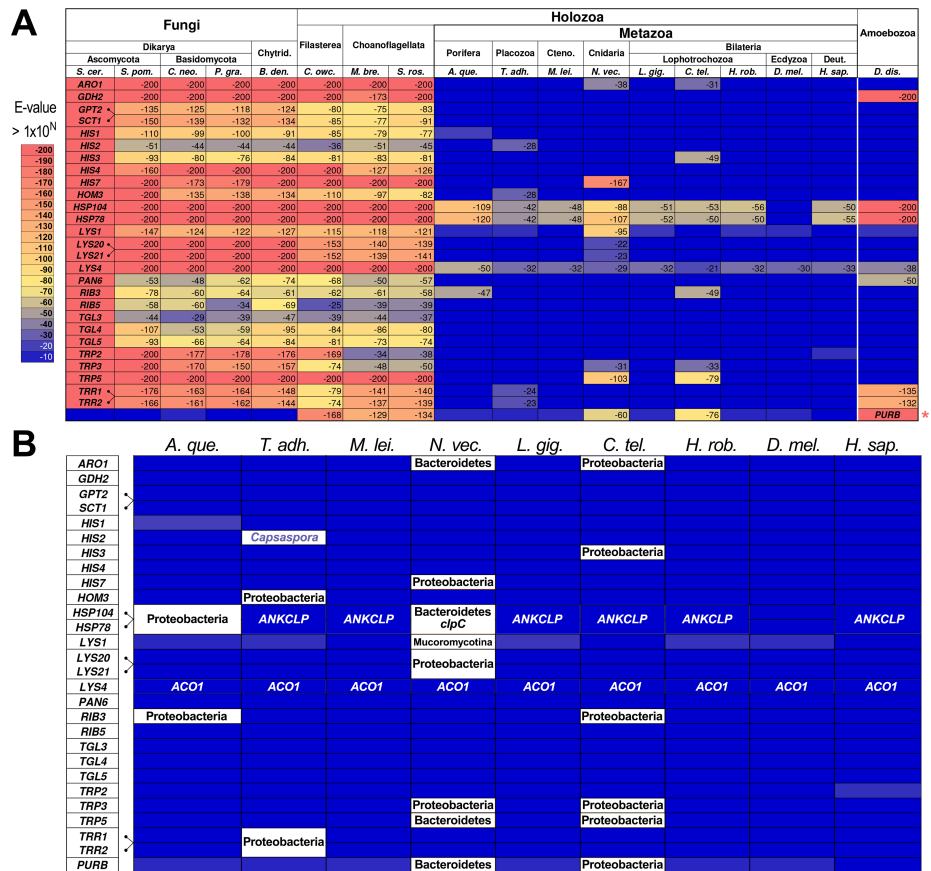 A
Fungi
Holozoa
Amoebozoa
Dikarya
Chytrid.
Filasterea
Choanoflagellata
Metazoa
Ascomycota
Basidomycota
Porifera
Placozoa
Cteno.
Cnidaria
Bilateria
Lophotrochozoa
Ecdyzoa
Deut.
S. cer. S. pom. C. neo. P. gra. B. den. C. owc. M. bre. S. ros. A. que. T. adh. M. lei. N. vec. L. gig. C. tel. H. rob. D. mel. H. sap. D. dis.
E-value
> 1x10N
-200
-190
-180
-170
-160
-150
-140
-130
-120
-110
-100
-90
-80
-70
-60
-50
-40
-30
-20
-10
ARO1 -200 -200 -200 -200 -200 -200 -200 -38 -31
GDH2 -200 -200 -200 -200 -200 -173 -200 -200
GPT2 -135 -125 -118 -124 -80 -75 -83
SCT1 -150 -139 -132 -134 -85 -77 -91
HIS1 -110 -99 -100 -91 -85 -79 -77
HIS2 -51 -44 -44 -44 -36 -51 -45 -28
HIS3 -93 -80 -76 -84 -81 -83 -81 -49
HIS4 -160 -200 -200 -200 -200 -127 -126
HIS7 -200 -173 -179 -200 -200 -200 -200 -167
HOM3 -200 -135 -138 -134 -110 -97 -82 -28
HSP104 -200 -200 -200 -200 -200 -200 -200 -109 -42 -48 -88 -51 -53 -56 -50 -200
HSP78 -200 -200 -200 -200 -200 -200 -200 -120 -42 -48 -107 -52 -50 -50 -55 -200
LYS1 -147 -124 -122 -127 -115 -118 -121 -95
LYS20 -200 -200 -200 -200 -153 -140 -139 -22
LYS21 -200 -200 -200 -200 -152 -139 -141 -23
LYS4 -200 -200 -200 -200 -200 -200 -200 -50 -32 -32 -29 -32 -21 -32 -30 -33 -38
PAN6 -53 -48 -62 -74 -68 -50 -57 -50
RIB3 -78 -60 -64 -61 -62 -61 -58 -47 -49
RIB5 -58 -60 -34 -69 -25 -39 -39
TGL3 -44 -29 -39 -47 -39 -44 -37
TGL4 -107 -53 -59 -95 -84 -86 -80
TGL5 -93 -66 -64 -84 -81 -73 -74
TRP2 -200 -177 -178 -176 -169 -34 -38
TRP3 -200 -170 -150 -157 -74 -48 -50 -31 -33
TRP5 -200 -200 -200 -200 -200 -200 -200 -103 -79
TRR1 -176 -163 -164 -148 -79 -141 -140 -24 -135
TRR2 -166 -161 -162 -144 -74 -137 -139 -23 -132
-168 -129 -134 -60 -76 PURB *
B
A. que. T. adh. M. lei. N. vec. L. gig. C. tel. H. rob. D. mel. H. sap.
ARO1 Bacteroidetes Proteobacteria
GDH2
GPT2
SCT1
HIS1
HIS2 Capsaspora
HIS3 Proteobacteria
HIS4
HIS7 Proteobacteria
HOM3 Proteobacteria
HSP104
HSP78
Proteobacteria ANKCLP ANKCLP Bacteroidetes clpC ANKCLP ANKCLP ANKCLP ANKCLP
LYS1 Mucoromycotina
LYS20
LYS21
Proteobacteria
LYS4 ACO1 ACO1 ACO1 ACO1 ACO1 ACO1 ACO1 ACO1 ACO1
PAN6
RIB3 Proteobacteria Proteobacteria
RIB5
TGL3
TGL4
TGL5
TRP2
TRP3 Proteobacteria Proteobacteria
TRP5 Bacteroidetes Proteobacteria
TRR1
TRR2
Proteobacteria
PURB Bacteroidetes Proteobacteria